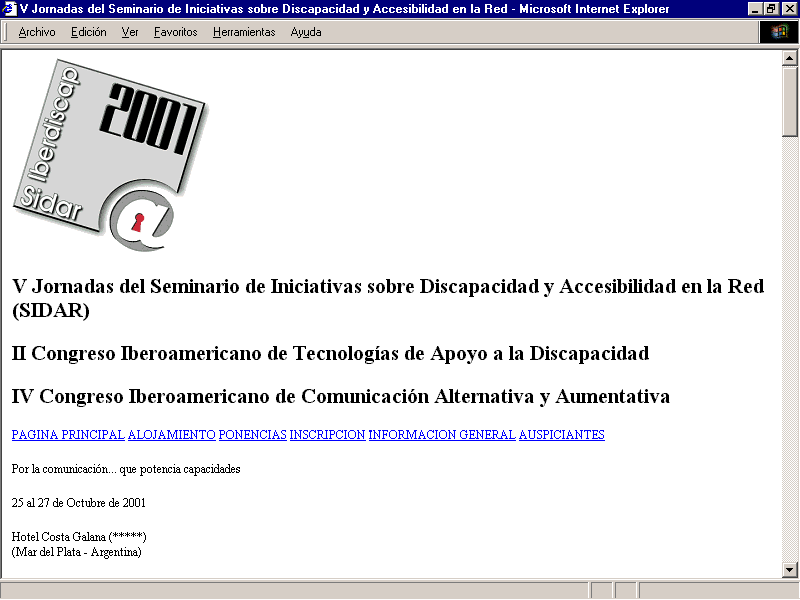 V Jornadas del Seminario de Iniciativas sobre Discapacidad y Accesibilidad en la Red - Microsoft Internet Explorer
Archivo Edición Ver Favoritos Herramientas Ayuda
2001
Iberdiscap
Sidar
@
V Jornadas del Seminario de Iniciativas sobre Discapacidad y Accesibilidad en la Red
(SIDAR)
II Congreso Iberoamericano de Tecnologías de Apoyo a la Discapacidad
IV Congreso Iberoamericano de Comunicación Alternativa y Aumentativa
PAGINA PRINCIPAL ALOJAMIENTO PONENCIAS INSCRIPCION INFORMACION GENERAL AUSPICIANTES
Por la comunicación... que potencia capacidades
25 al 27 de Octubre de 2001
Hotel Costa Galana (*****)
(Mar del Plata - Argentina)